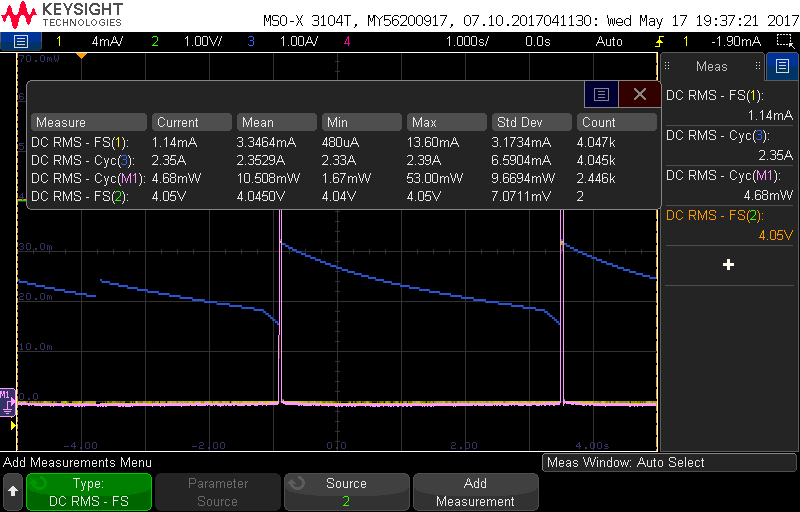 KEYSIGHT
TECHNOLOGIES
MSO-X 3104T, MY56200917, 07.10.2017041130: Wed May 17 19:37:21 2017
1 4mA/ 2 1.00V/ 3 1.00A/ 4 1.000s/ 0.0s Auto 1 -1.90mA
70.0mW
Meas
Measure Current Mean Min Max Std Dev Count
DC RMS - FS(1): 1.14mA 3.3464mA 480uA 13.60mA 3.1734mA 4.047k
DC RMS - Cyc(3): 2.35A 2.3529A 2.33A 2.39A 6.5904mA 4.045k
DC RMS - Cyc(M1): 4.68mW 10.508mW 1.67mW 53.00mW 9.6694mW 2.446k
DC RMS - FS(2): 4.05V 4.0450V 4.04V 4.05V 7.0711mV 2
DC RMS - FS(1):
1.14mA
DC RMS - Cyc(3):
2.35A
DC RMS - Cyc(M1):
4.68mW
DC RMS - FS(2):
4.05V
30.0m
20.0m
10.0m
M1 0.0
-4.00 -2.00 0.0 2.00 4.00s
Add Measurements Menu
Meas Window: Auto Select
Type:
DC RMS - FS
Parameter
Source
Source
2
Add
Measurement